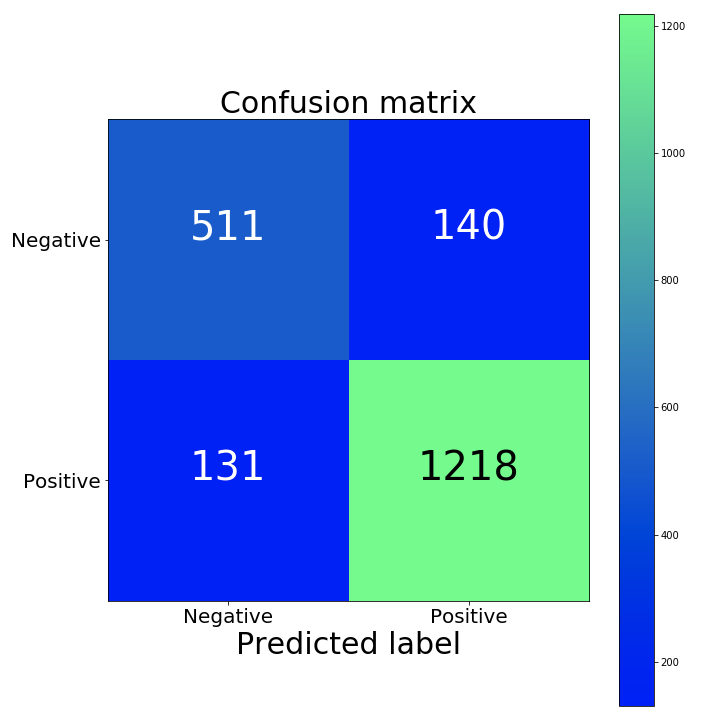 Confusion matrix
Negative
511
140
Positive
131
1218
Negative
Positive
Predicted label
1200
1000
800
600
400
200